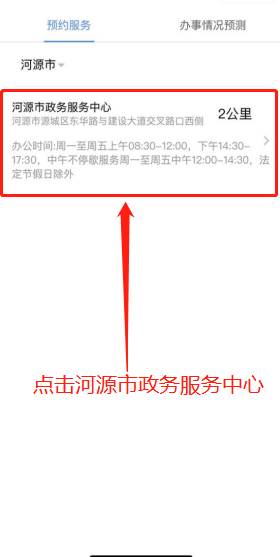 预约服务 办事情况预测
河源市
河源市政务服务中心 2公里
河源市源城区东华路与建设大道交叉路口西侧
办公时间:周一至周五上午08:30-12:00，下午14:30-
17:30，中午不停歇服务周一至周五中午12:00-14:30，法
定节假日除外
点击河源市政务服务中心